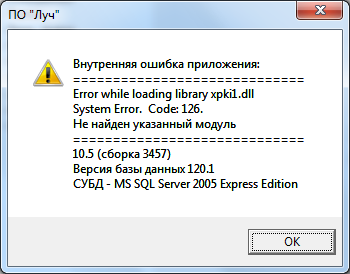 ПО "Луч"
Внутренняя ошибка приложения:
==============================
Error while loading library xpki1.dll
System Error.  Code: 126.
Не найден указанный модуль
==============================
10.5 (сборка 3457)
Версия базы данных 120.1
СУБД - MS SQL Server 2005 Express Edition
OK